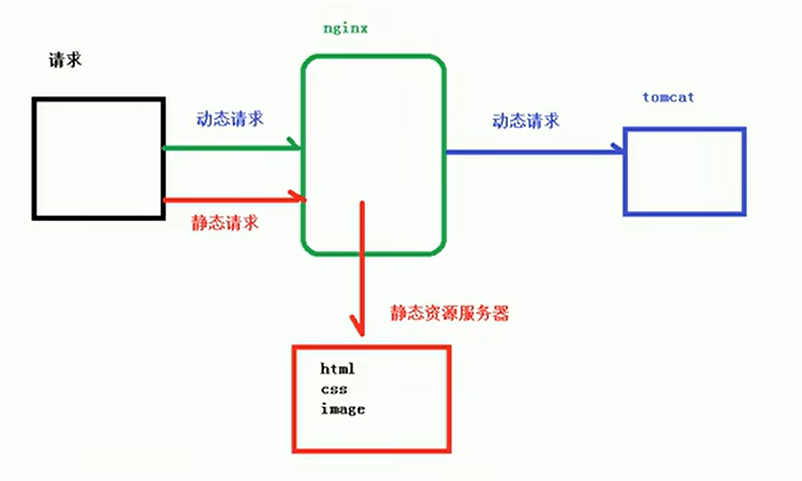 nginx
请求
tomcat
动态请求
动态请求
静态请求
静态资源服务器
html
css
image